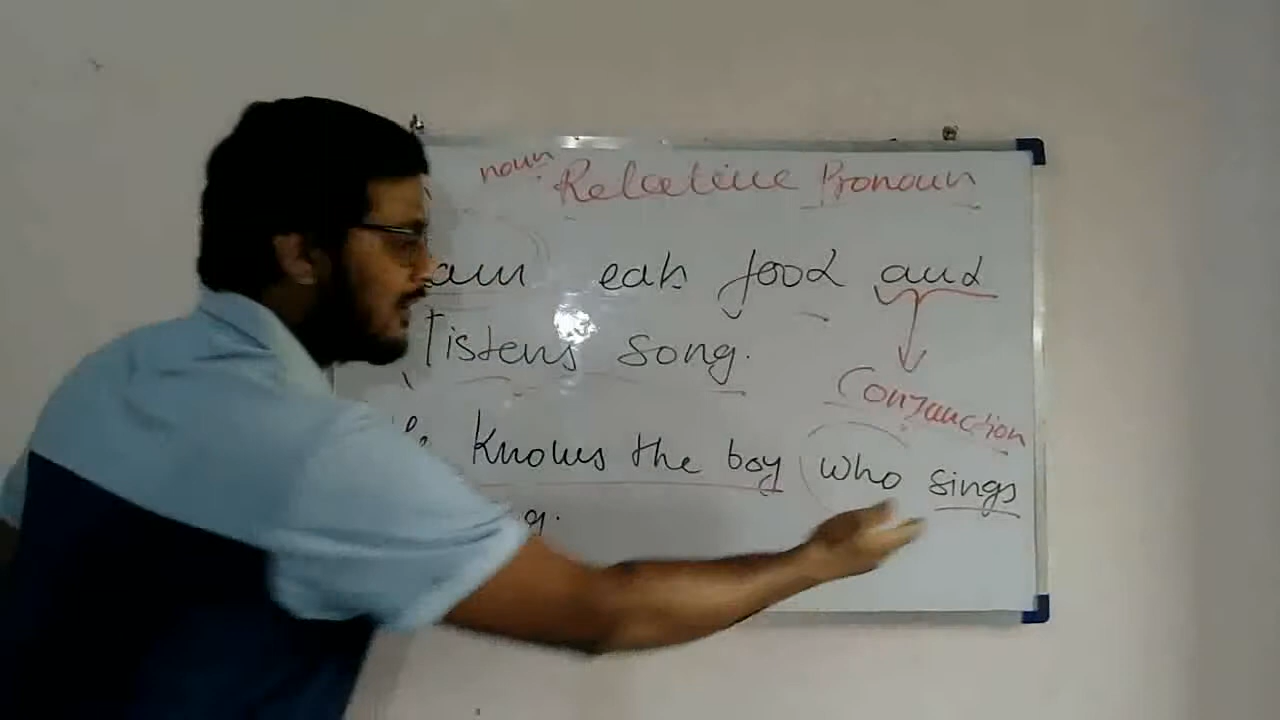 noun Relative Pronoun
eats food and
listens song.
Conjunction
knows the boy who sings